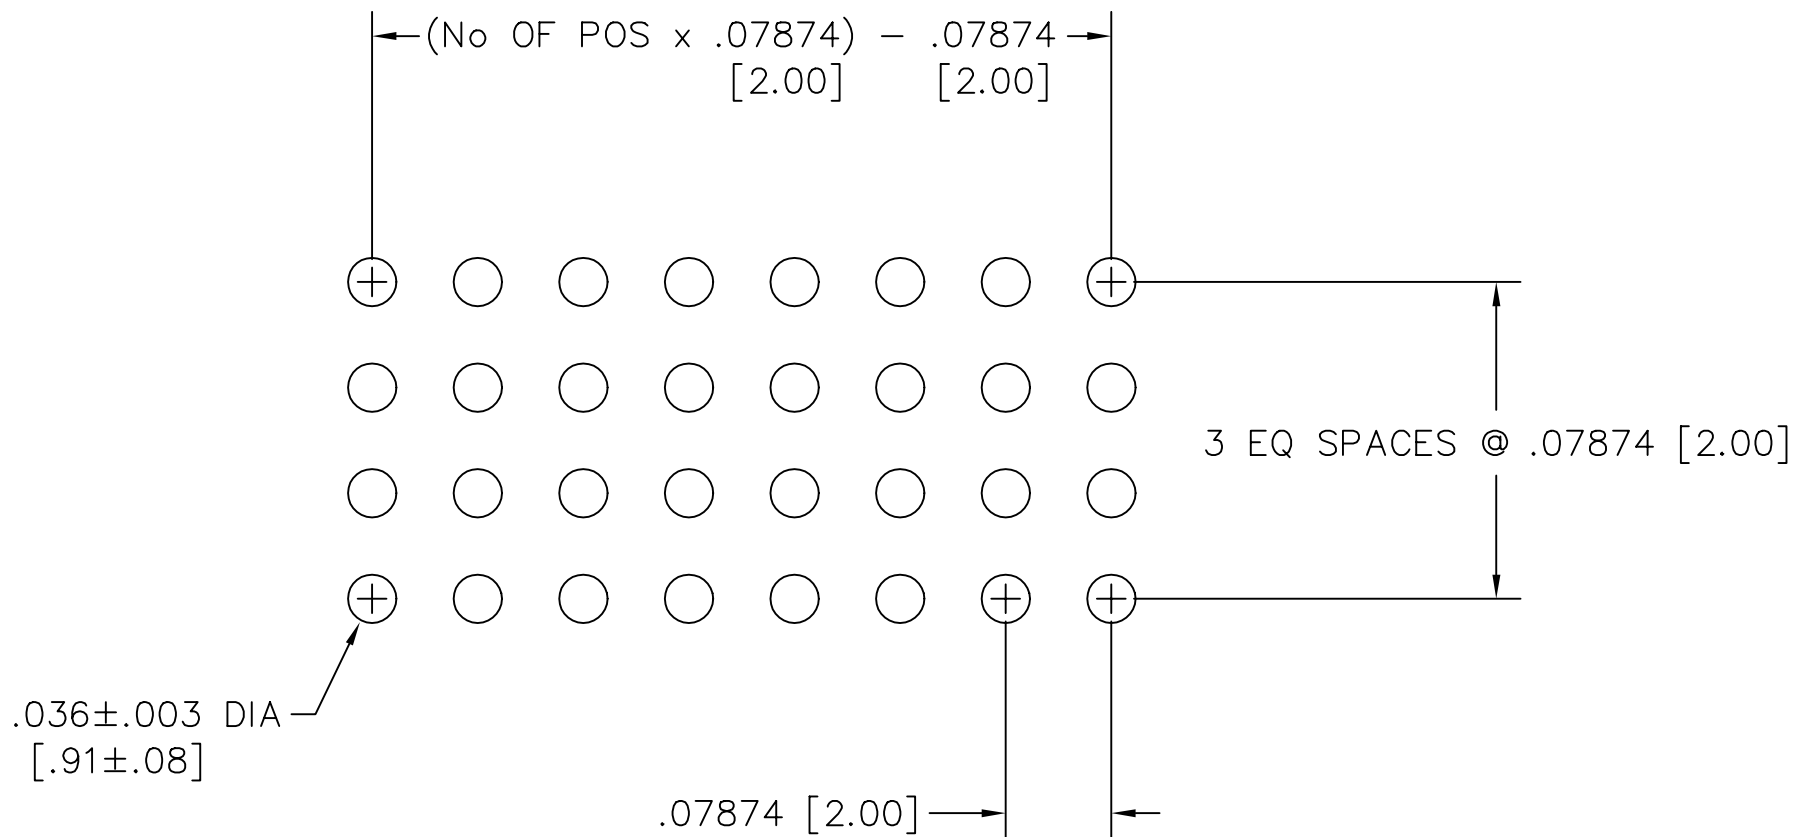 (No OF POS x .07874) - .07874
[2.00] [2.00]
3 EQ SPACES @ .07874 [2.00]
.036±.003 DIA
[.91±.08]
.07874 [2.00]